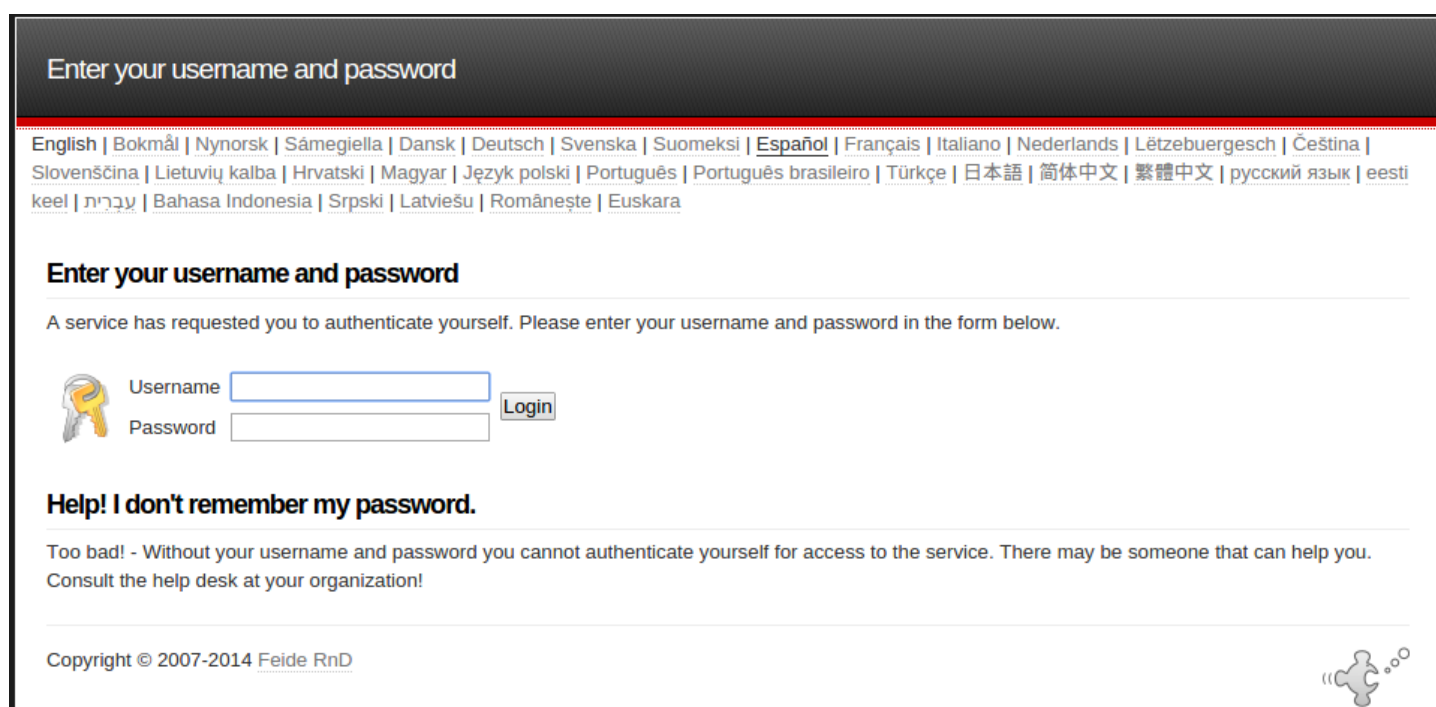 Enter your username and password
English | Bokmål | Nynorsk | Sámegiella | Dansk | Deutsch | Svenska | Suomeksi | Español | Français | Italiano | Nederlands | Lëtzebuergesch | Čeština |
Slovenščina | Lietuvių kalba | Hrvatski | Magyar | Język polski | Português | Português brasileiro | Türkçe | 日本語 | 简体中文 | 繁體中文 | русский язык | eesti
keel | עִבְרִית | Bahasa Indonesia | Srpski | Latviešu | Românește | Euskara
Enter your username and password
A service has requested you to authenticate yourself. Please enter your username and password in the form below.
Username
Login
Password
Help! I don't remember my password.
Too bad! - Without your username and password you cannot authenticate yourself for access to the service. There may be someone that can help you.
Consult the help desk at your organization!
Copyright © 2007-2014 Feide RnD